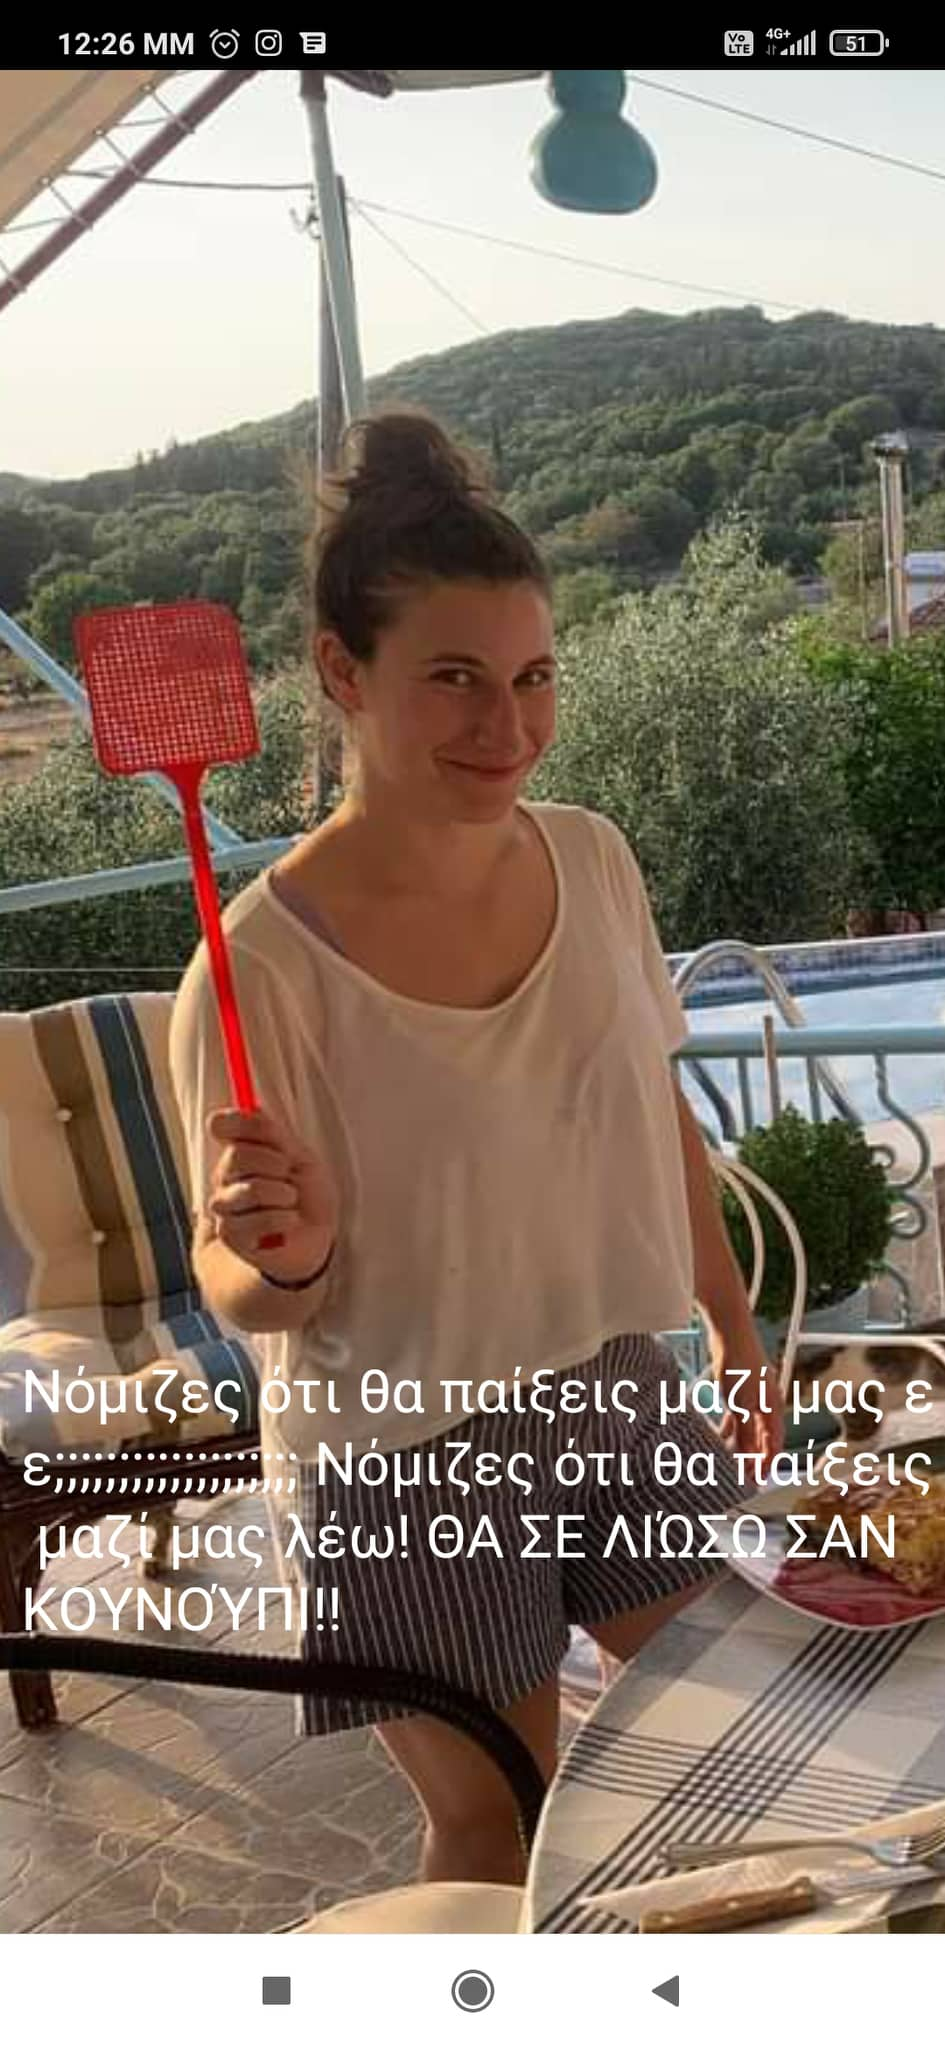 12:26 ΜΜ
Vo LTE 4G+ 51
Νόμιζες ότι θα παίξεις μαζί μας ε
ε;;;;;;;;;;;;;;;;;;; Νόμιζες ότι θα παίξεις
μαζί μας λέω! ΘΑ ΣΕ ΛΙΏΣΩ ΣΑΝ
ΚΟΥΝΟΎΠΙ!!